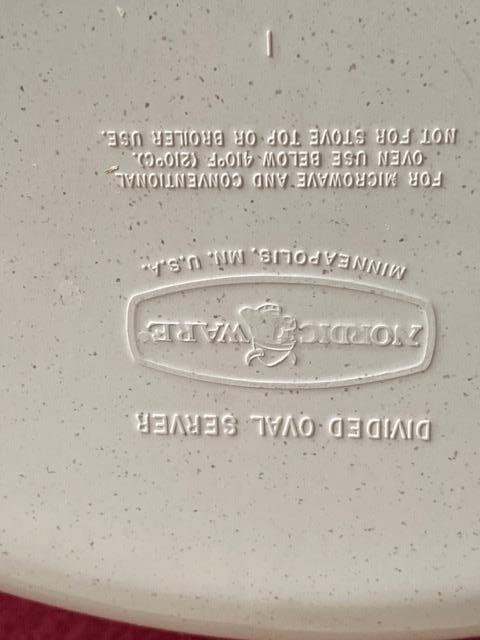 DIVIDED OVAL SERVER
NORDIC WARE®
MINNEAPOLIS, MN. U.S.A.
FOR MICROWAVE AND CONVENTIONAL
OVEN USE BELOW 410°F (210°C).
NOT FOR STOVE TOP OR BROILER USE.
1